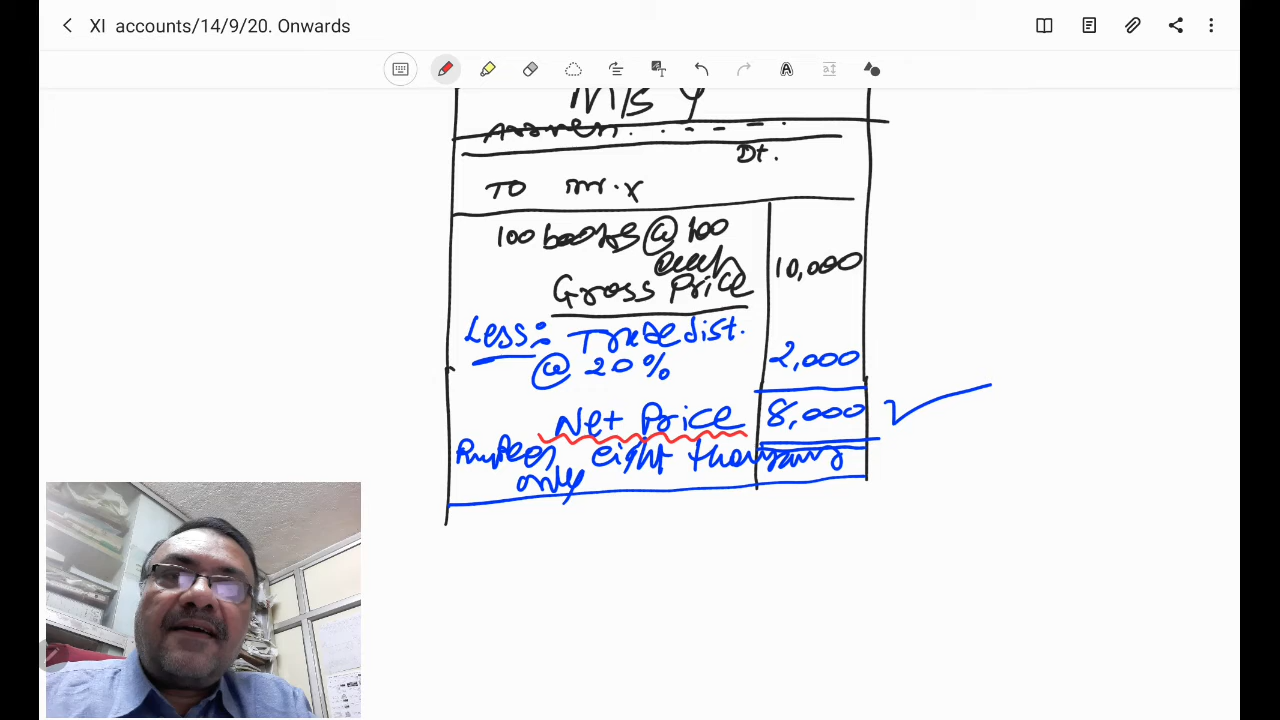 XI accounts/14/9/20. Onwards
M/S Y
Dt.
TO Mr. X
100 books @ 100
each 10,000
Gross Price
Less: Trade dist.
@ 20% 2,000
Net Price 8,000
Rupees eight thousand
only